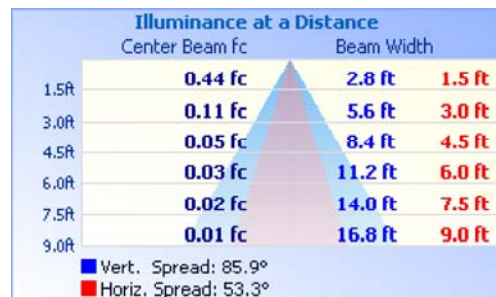 Illuminance at a Distance
Center Beam fc Beam Width
1.5ft 0.44 fc 2.8 ft 1.5 ft
3.0ft 0.11 fc 5.6 ft 3.0 ft
4.5ft 0.05 fc 8.4 ft 4.5 ft
6.0ft 0.03 fc 11.2 ft 6.0 ft
7.5ft 0.02 fc 14.0 ft 7.5 ft
9.0ft 0.01 fc 16.8 ft 9.0 ft
Vert. Spread: 85.9°
Horiz. Spread: 53.3°